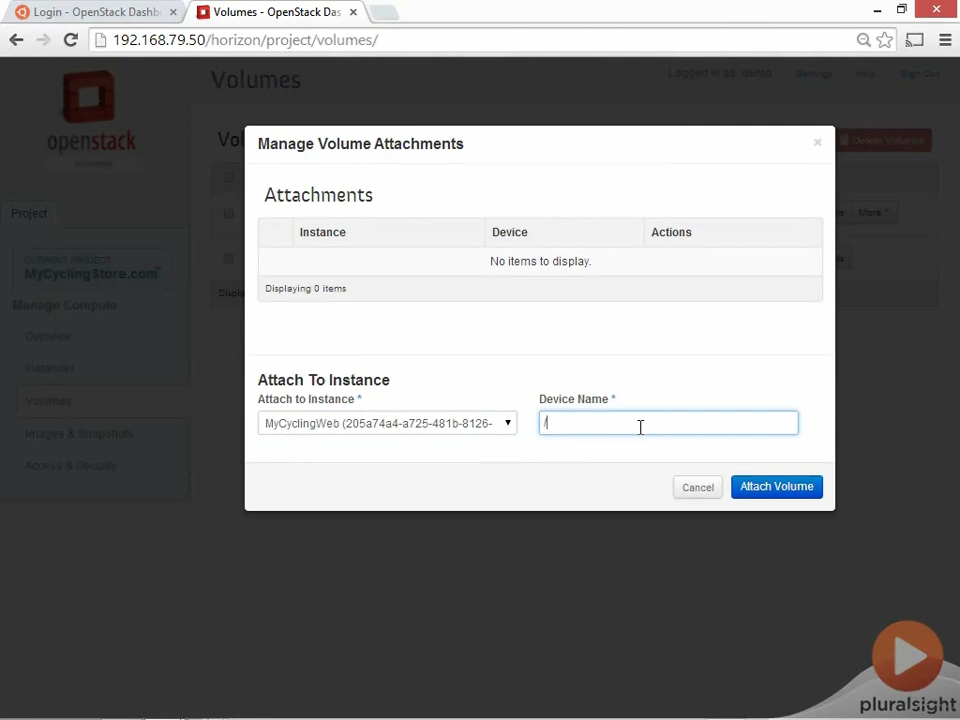 Login - OpenStack Dashb
Volumes - OpenStack Das
192.168.79.50/horizon/project/volumes/
Volumes
Logged in as: demo
Settings
Help
Sign Out
openstack
Manage Volume Attachments
Delete Volumes
Attachments
Instance
Device
Actions
More
No items to display.
Displaying 0 items
Project
CURRENT PROJECT
MyCyclingStore.com
Manage Compute
Overview
Instances
Volumes
Images & Snapshots
Access & Security
Attach To Instance
Attach to Instance *
Device Name *
MyCyclingWeb (205a74a4-a725-481b-8126-
/
Cancel
Attach Volume
pluralsight